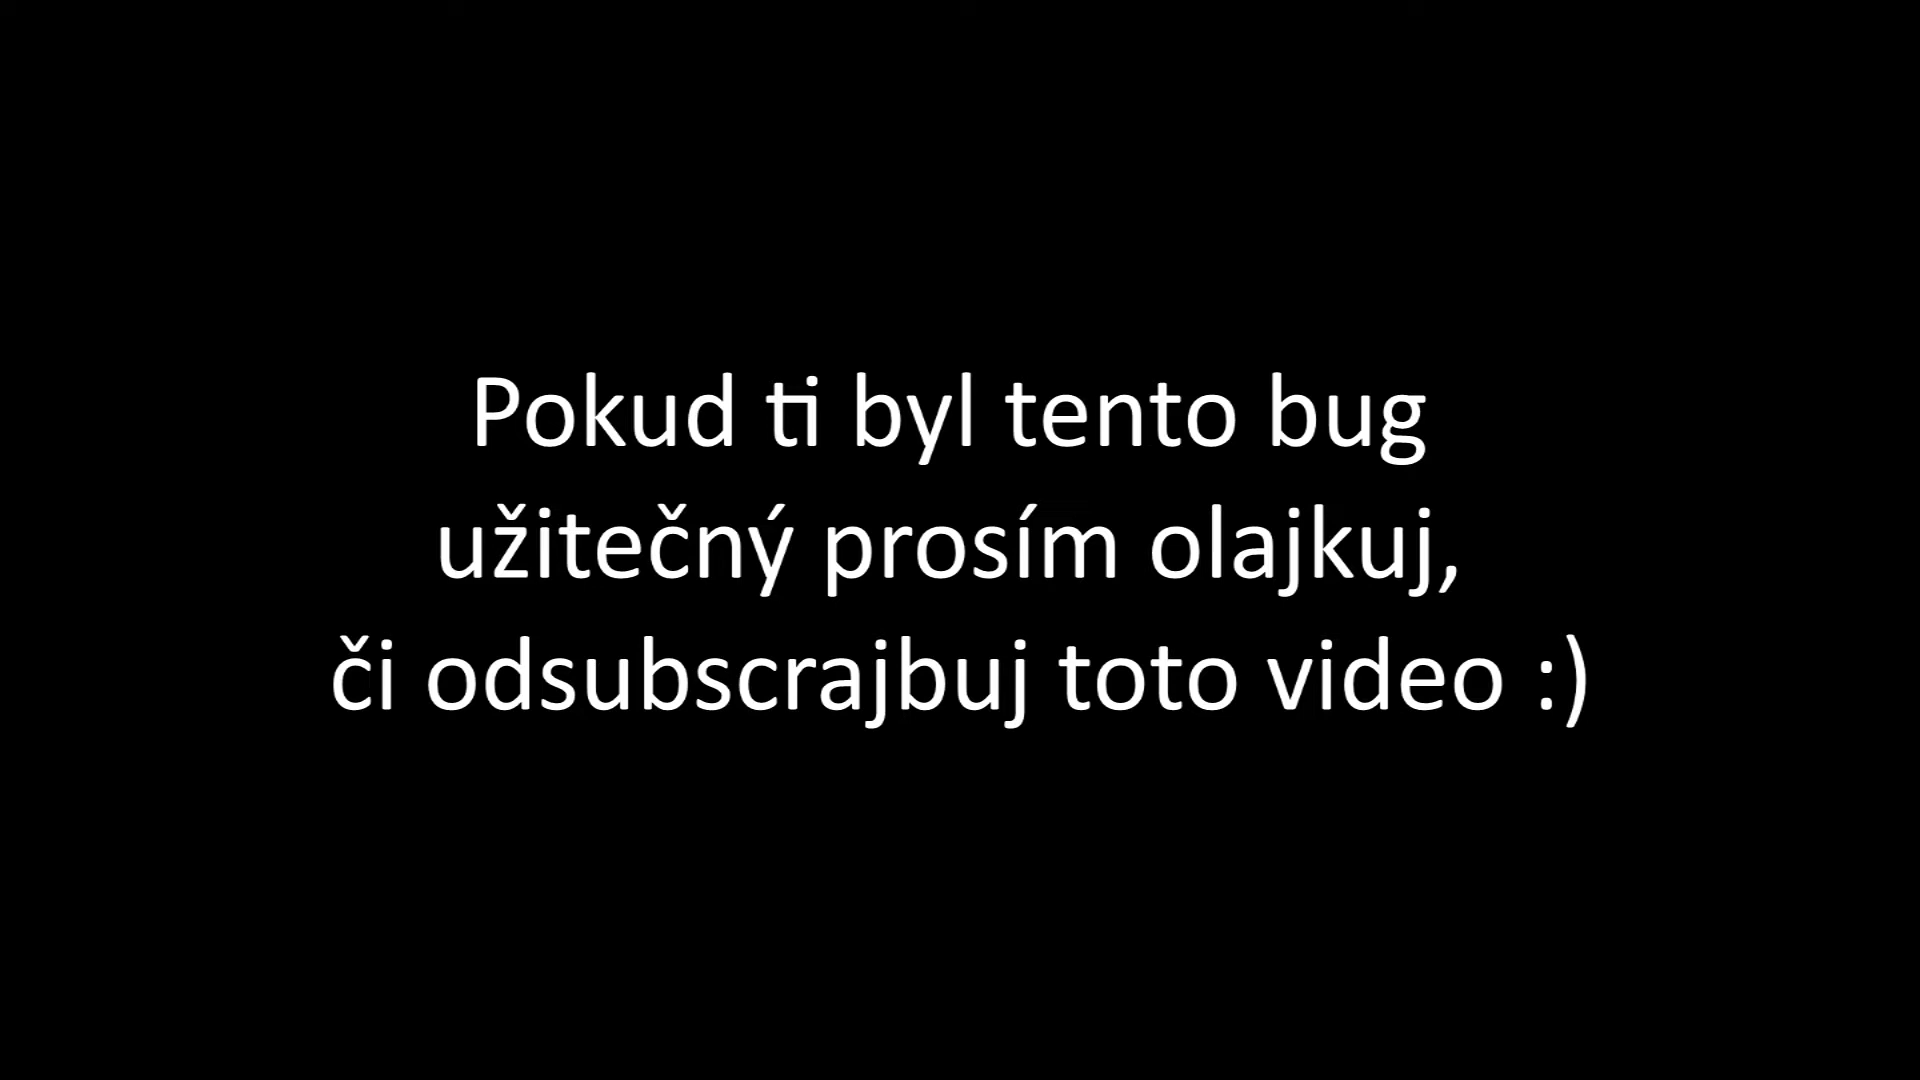 Pokud ti byl tento bug
užitečný prosím olajkuj,
či odsubscrajbuj toto video :)